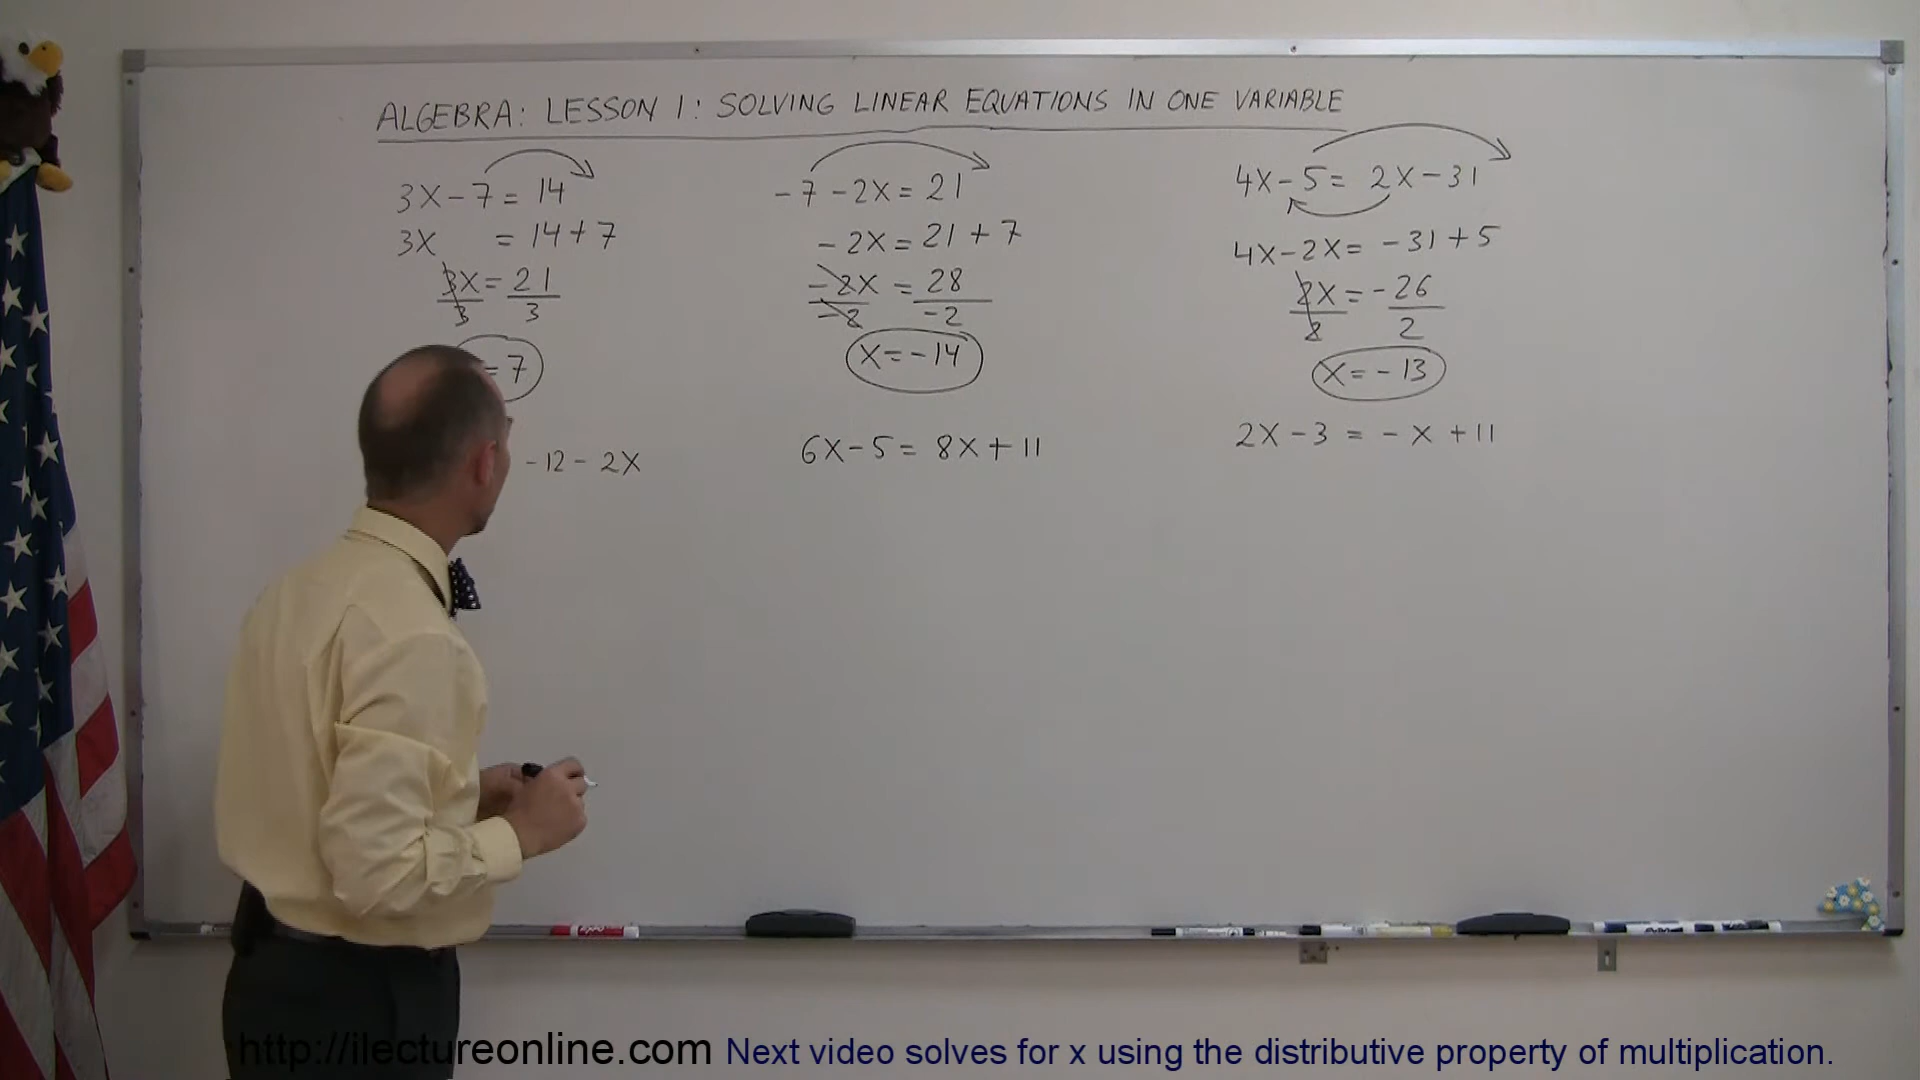 ALGEBRA: LESSON 1: SOLVING LINEAR EQUATIONS IN ONE VARIABLE
3X - 7 = 14
3X = 14 + 7
3X = 21
3 3
= 7
- 12 - 2X
- 7 - 2X = 21
- 2X = 21 + 7
- 2X = 28
- 2 - 2
X = - 14
6X - 5 = 8X + 11
4X - 5 = 2X - 31
4X - 2X = - 31 + 5
2X = - 26
2 2
X = - 13
2X - 3 = - X + 11
http://ilectureonline.com Next video solves for x using the distributive property of multiplication.